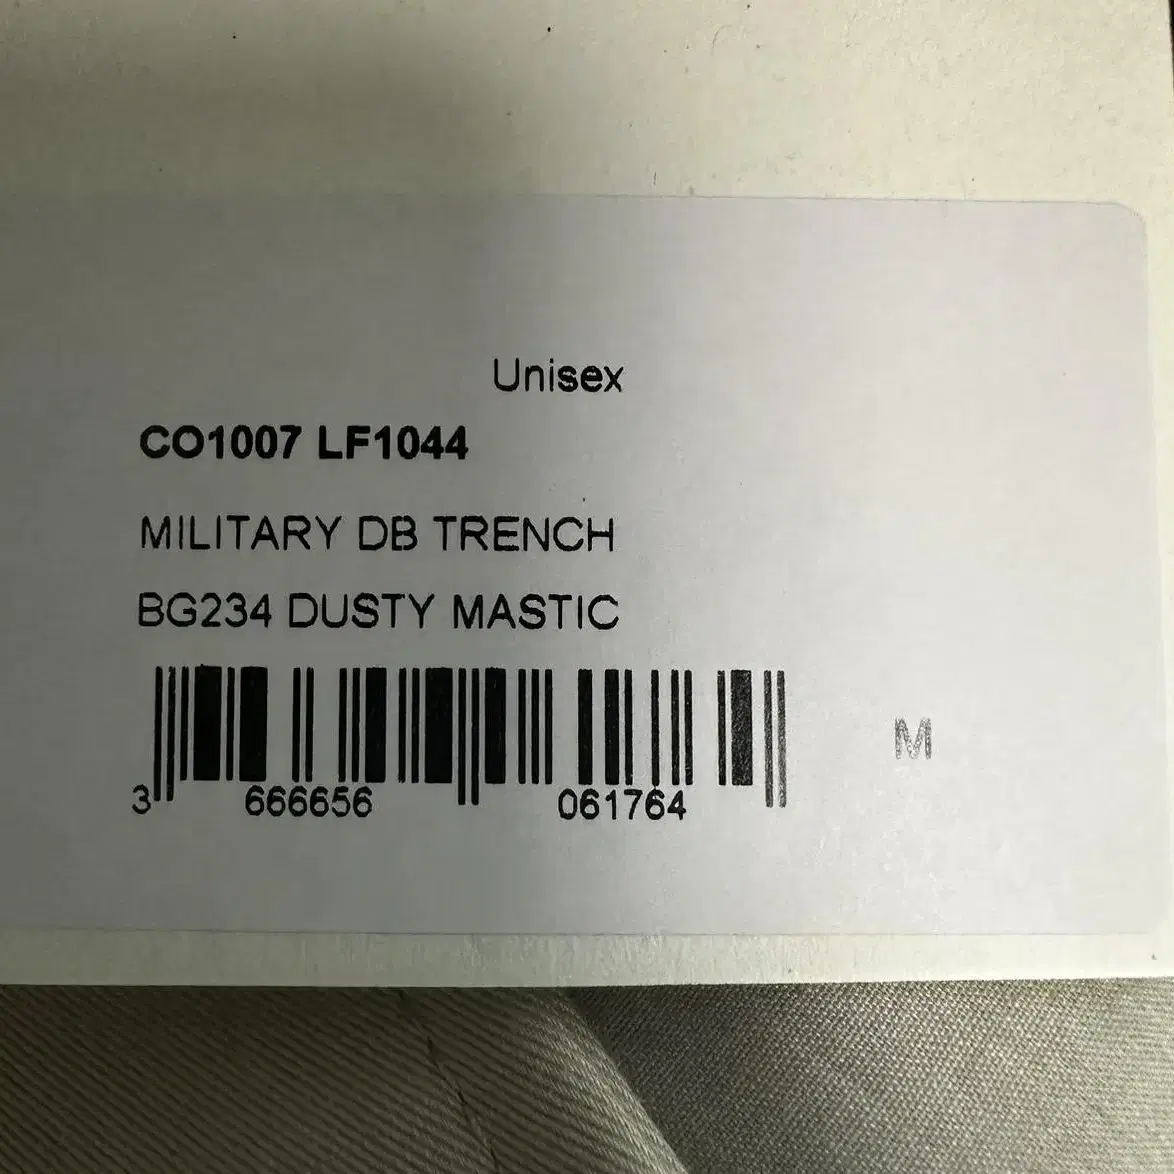 Unisex
CO1007 LF1044
MILITARY DB TRENCH
BG234 DUSTY MASTIC
M
3 666656 061764